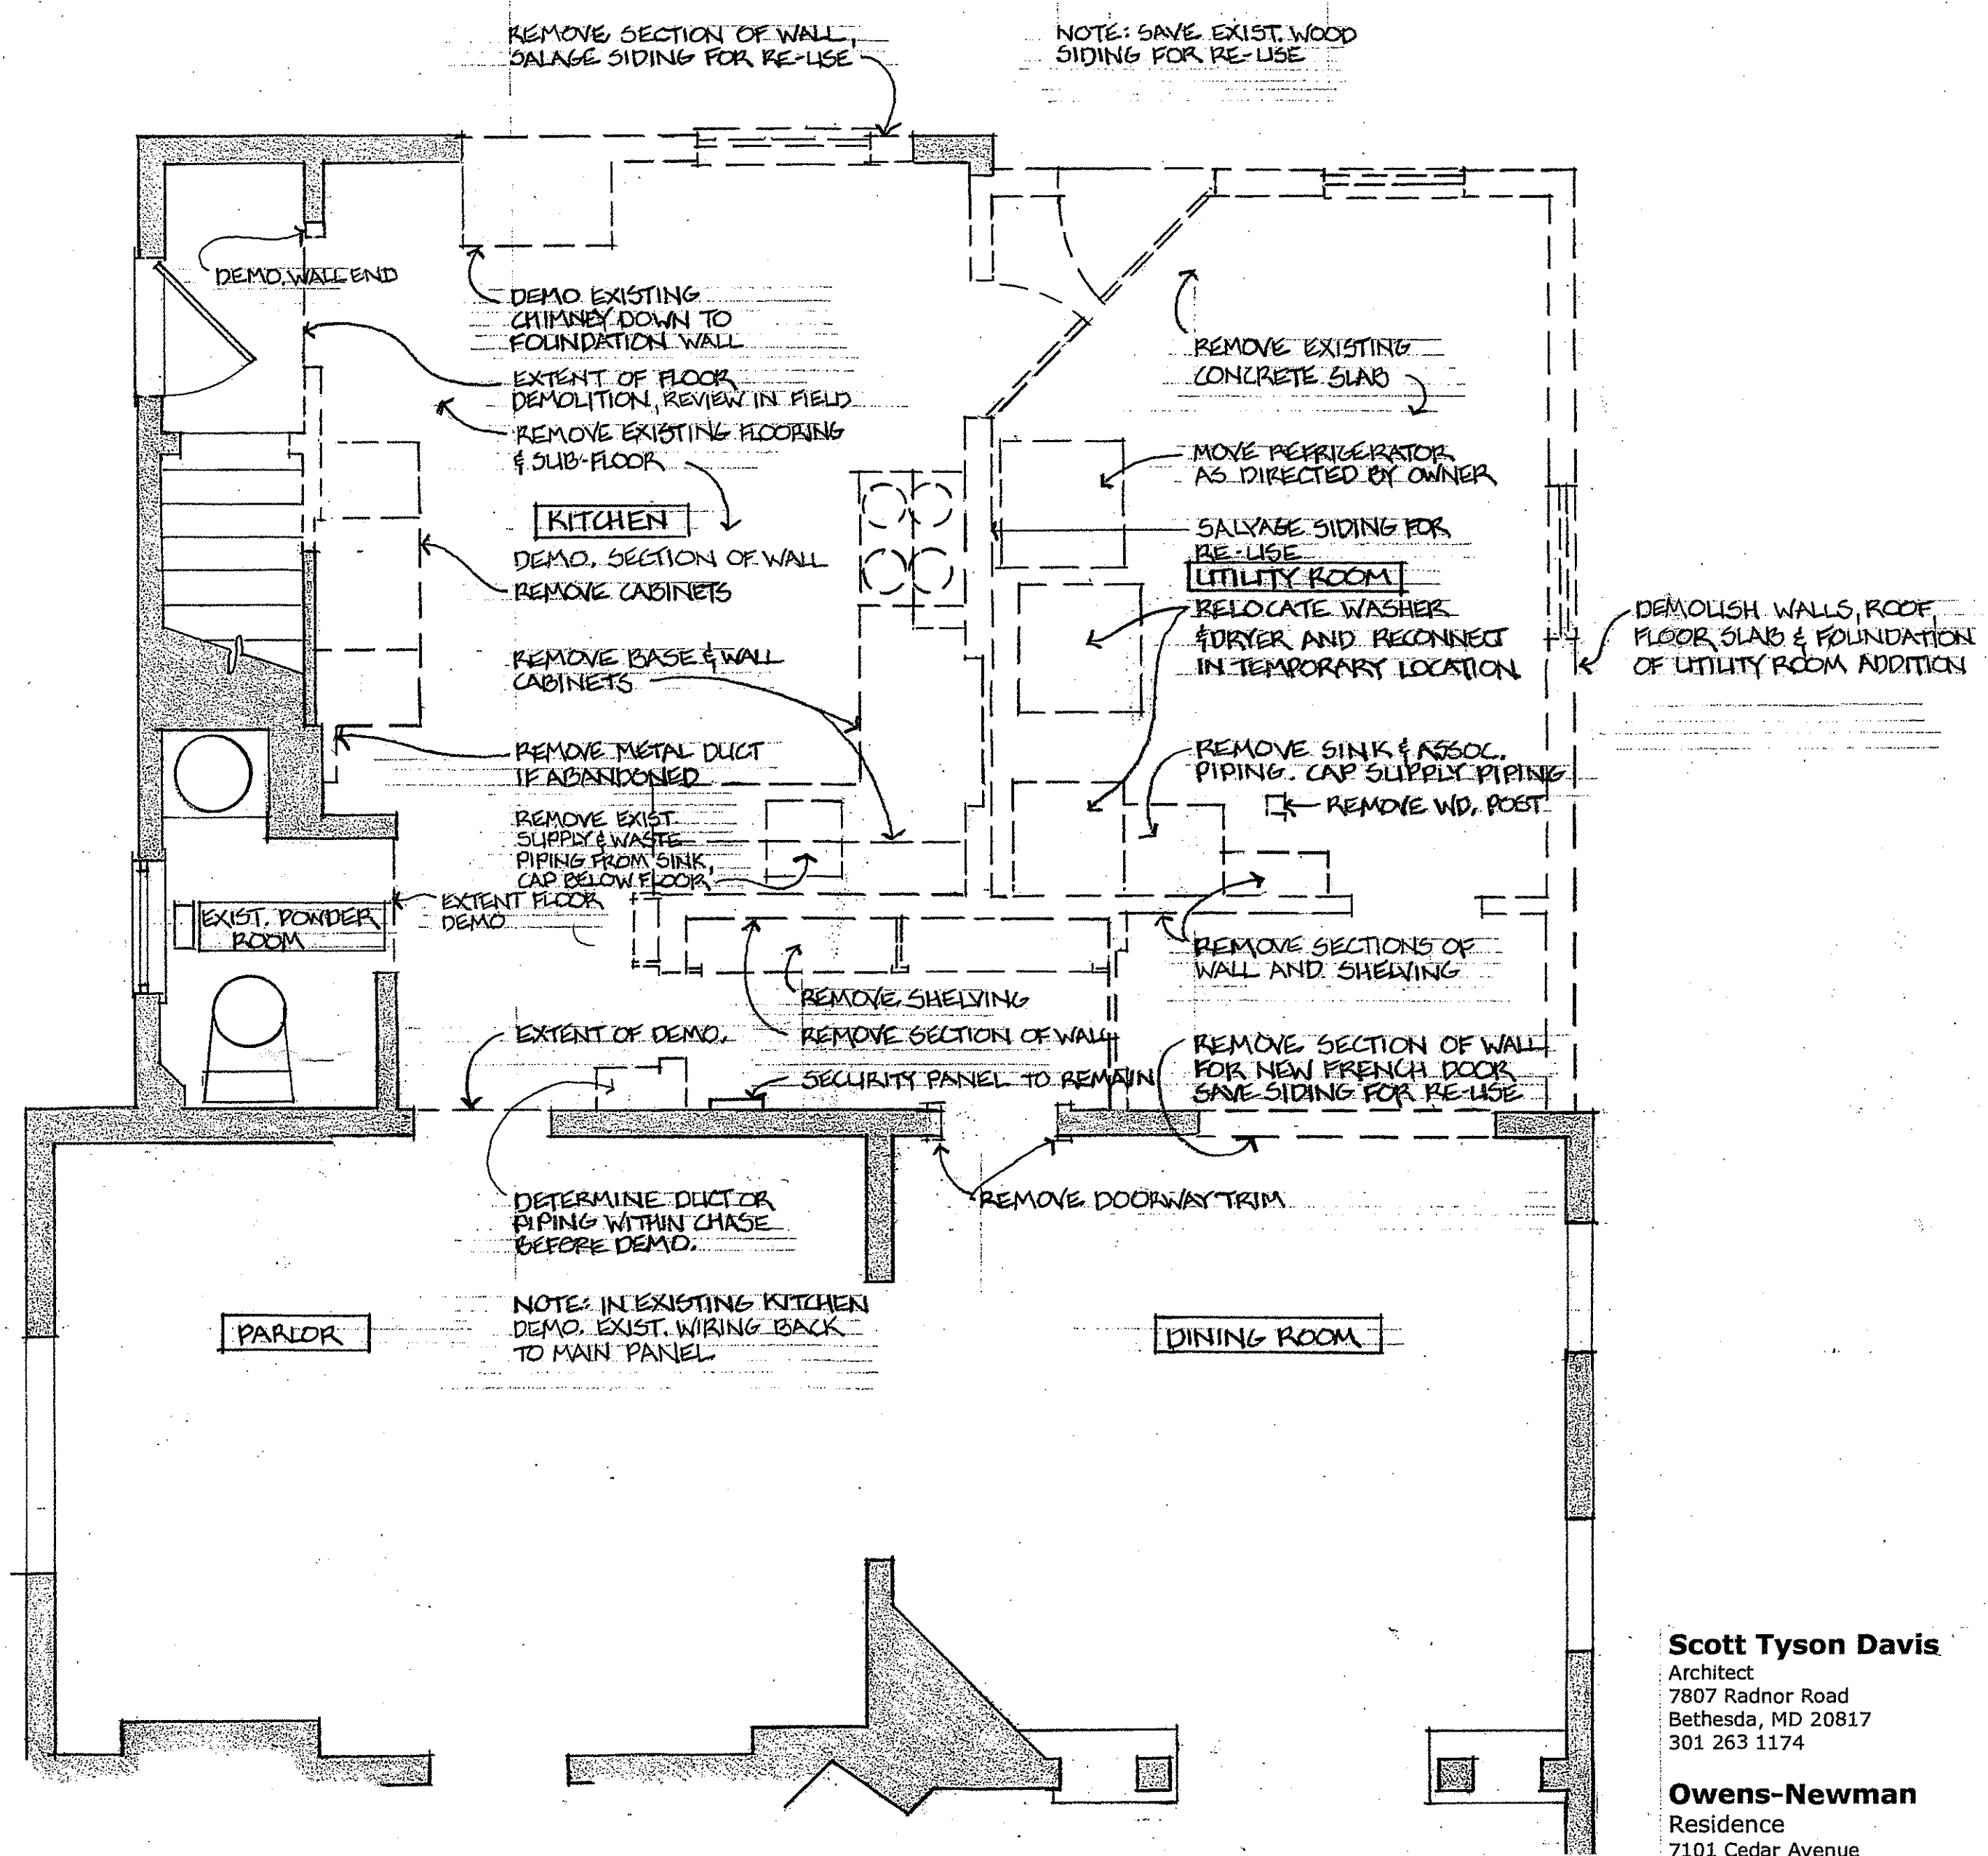 REMOVE SECTION OF WALL,
SALAGE SIDING FOR RE-USE
NOTE: SAVE EXIST. WOOD
SIDING FOR RE-USE
DEMO. WALL END
DEMO EXISTING
CHIMNEY DOWN TO
FOUNDATION WALL
EXTENT OF FLOOR
DEMOLITION, REVIEW IN FIELD
REMOVE EXISTING FLOORING
& SUB-FLOOR
KITCHEN
DEMO. SECTION OF WALL
REMOVE CABINETS
REMOVE BASE & WALL
CABINETS
REMOVE METAL DUCT
IF ABANDONED
REMOVE EXIST.
SUPPLY & WASTE
PIPING FROM SINK,
CAP BELOW FLOOR
EXTENT FLOOR
DEMO
EXIST. POWDER
ROOM
REMOVE EXISTING
CONCRETE SLAB
MOVE REFRIGERATOR
AS DIRECTED BY OWNER
SALVAGE SIDING FOR
RE-USE
UTILITY ROOM
RELOCATE WASHER
& DRYER AND RECONNECT
IN TEMPORARY LOCATION
DEMOLISH WALLS, ROOF,
FLOOR SLAB & FOUNDATION
OF UTILITY ROOM ADDITION
REMOVE SINK & ASSOC.
PIPING. CAP SUPPLY PIPING
REMOVE WD. POST
REMOVE SECTIONS OF
WALL AND SHELVING
REMOVE SHELVING
REMOVE SECTION OF WALL
EXTENT OF DEMO.
SECURITY PANEL TO REMAIN
REMOVE SECTION OF WALL
FOR NEW FRENCH DOOR
SAVE SIDING FOR RE-USE
DETERMINE DUCT OR
PIPING WITHIN CHASE
BEFORE DEMO.
REMOVE DOORWAY TRIM
NOTE: IN EXISTING KITCHEN
DEMO. EXIST. WIRING BACK
TO MAIN PANEL
PARLOR
DINING ROOM
Scott Tyson Davis
Architect
7807 Radnor Road
Bethesda, MD 20817
301 263 1174
Owens-Newman
Residence
7101 Cedar Avenue